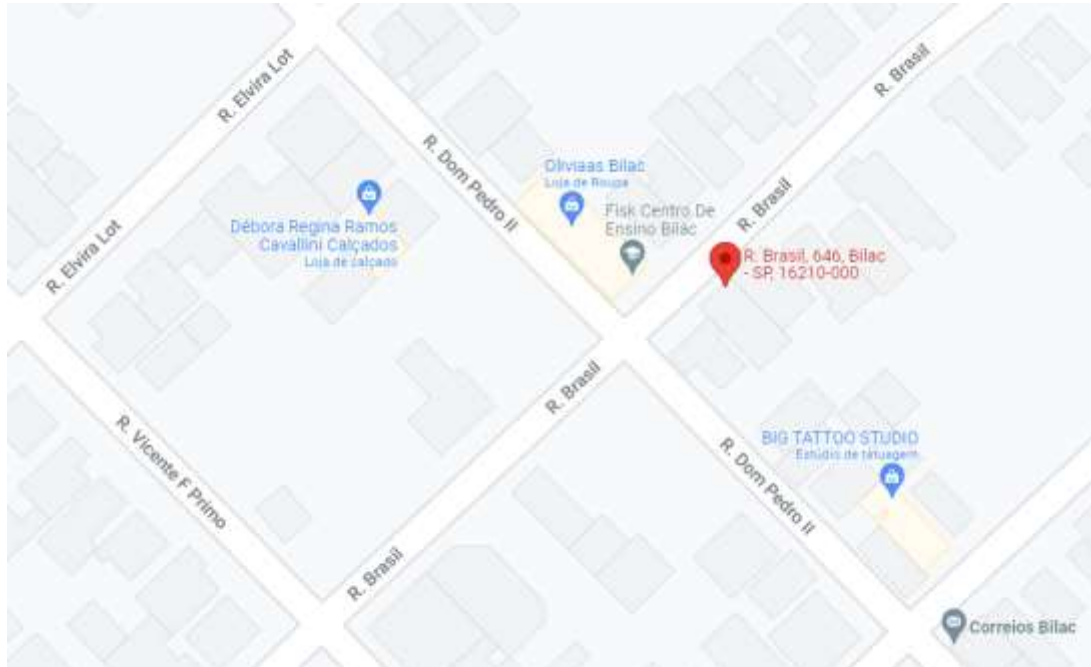 R. Elvira Lot
R. Brasil
R. Dom Pedro II
Oliviaas Bilac
Loja de Roupa
Fisk Centro De
Ensino Bilac
R. Brasil
Débora Regina Ramos
Cavallini Calçados
Loja de calçado
R. Elvira Lot
R. Brasil, 646, Bilac
- SP, 16210-000
R. Brasil
R. Vicente F Primo
BIG TATTOO STUDIO
Estúdio de tatuagem
R. Dom Pedro II
R. Brasil
Correios Bilac